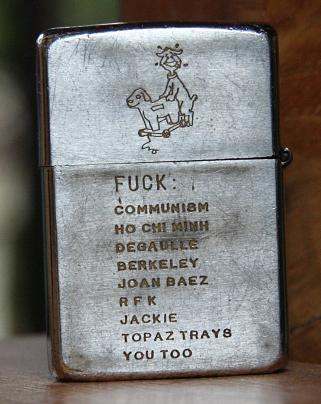 FUCK:
COMMUNISM
HO CHI MINH
DEGAULLE
BERKELEY
JOAN BAEZ
R F K
JACKIE
TOPAZ TRAYS
YOU TOO